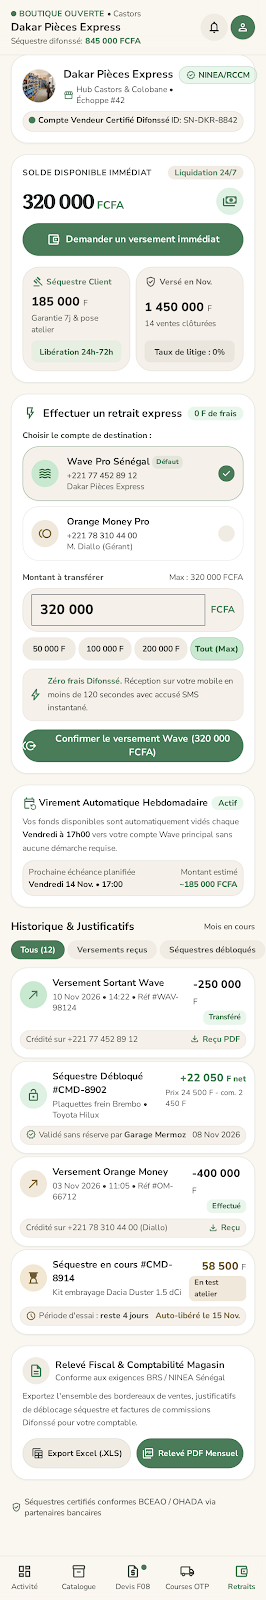 BOUTIQUE OUVERTE • Castors
Dakar Pièces Express
Séquestre difonssé: 845 000 FCFA
Dakar Pièces Express
NINEA/RCCM
Hub Castors & Colobane •
Échoppe #42
Compte Vendeur Certifié Difonssé ID: SN-DKR-8842
SOLDE DISPONIBLE IMMÉDIAT
Liquidation 24/7
320 000 FCFA
Demander un versement immédiat
Séquestre Client
185 000 F
Garantie 7j & pose
atelier
Libération 24h-72h
Versé en Nov.
1 450 000 F
14 ventes clôturées
Taux de litige : 0%
Effectuer un retrait express
0 F de frais
Choisir le compte de destination :
Wave Pro Sénégal Défaut
+221 77 452 89 12
Dakar Pièces Express
Orange Money Pro
+221 78 310 44 00
M. Diallo (Gérant)
Montant à transférer
Max : 320 000 FCFA
320 000
FCFA
50 000 F
100 000 F
200 000 F
Tout (Max)
Zéro frais Difonssé. Réception sur votre mobile en
moins de 120 secondes avec accusé SMS
instantané.
Confirmer le versement Wave (320 000
FCFA)
Virement Automatique Hebdomadaire
Actif
Vos fonds disponibles sont automatiquement vidés chaque
Vendredi à 17h00 vers votre compte Wave principal sans
aucune démarche requise.
Prochaine échéance planifiée
Montant estimé
Vendredi 14 Nov. • 17:00
~185 000 FCFA
Historique & Justificatifs
Mois en cours
Tous (12)
Versements reçus
Séquestres débloqués
Versement Sortant Wave
-250 000
F
10 Nov 2026 • 14:22 • Réf #WAV-
98124
Transféré
Crédité sur +221 77 452 89 12
Reçu PDF
Séquestre Débloqué
#CMD-8902
+22 050 F net
Plaquettes frein Brembo •
Toyota Hilux
Prix 24 500 F - com. 2
450 F
Validé sans réserve par Garage Mermoz
08 Nov 2026
Versement Orange Money
-400 000
F
03 Nov 2026 • 11:05 • Réf #OM-
66712
Effectué
Crédité sur +221 78 310 44 00 (Diallo)
Reçu
Séquestre en cours #CMD-
8914
58 500 F
Kit embrayage Dacia Duster 1.5 dCi
En test
atelier
Période d'essai : reste 4 jours
Auto-libéré le 15 Nov.
Relevé Fiscal & Comptabilité Magasin
Conforme aux exigences BRS / NINEA Sénégal
Exportez l'ensemble des bordereaux de ventes, justificatifs
de déblocage séquestre et factures de commissions
Difonssé pour votre comptable.
Export Excel (.XLS)
Relevé PDF Mensuel
Séquestres certifiés conformes BCEAO / OHADA via
partenaires bancaires
Activité
Catalogue
Devis F08
Courses OTP
Retraits